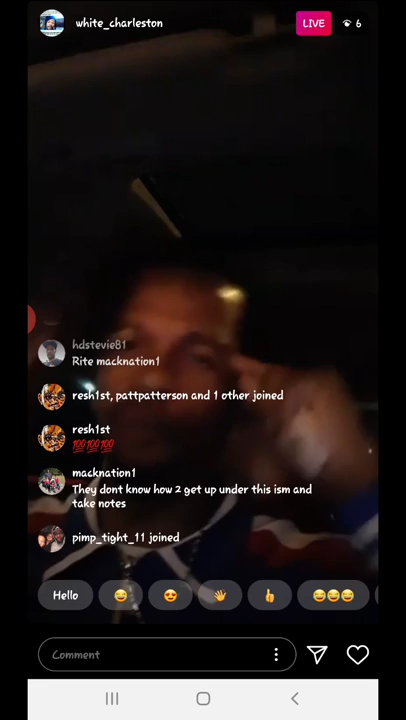 white_charleston
LIVE
6
hdstevie81
Rite macknation1
resh1st, pattpatterson and 1 other joined
resh1st
💯💯💯
macknation1
They dont know how 2 get up under this ism and
take notes
pimp_tight_11 joined
Hello
Comment